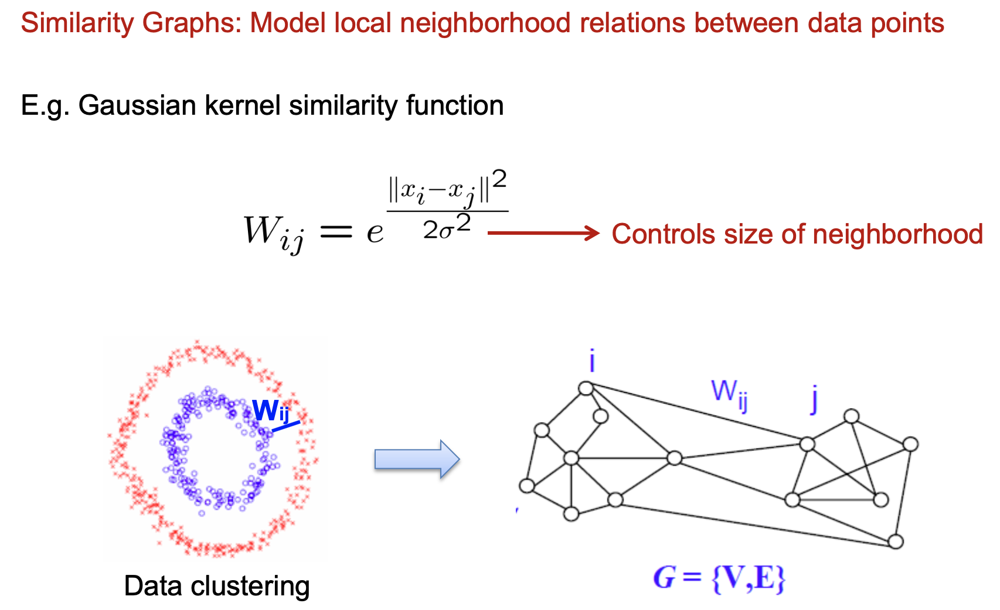 Similarity Graphs: Model local neighborhood relations between data points
E.g. Gaussian kernel similarity function
W_{ij} = e^{\frac{\|x_i - x_j\|^2}{2\sigma^2}}
Controls size of neighborhood
Wij
i
Wij
j
Data clustering
G = {V,E}